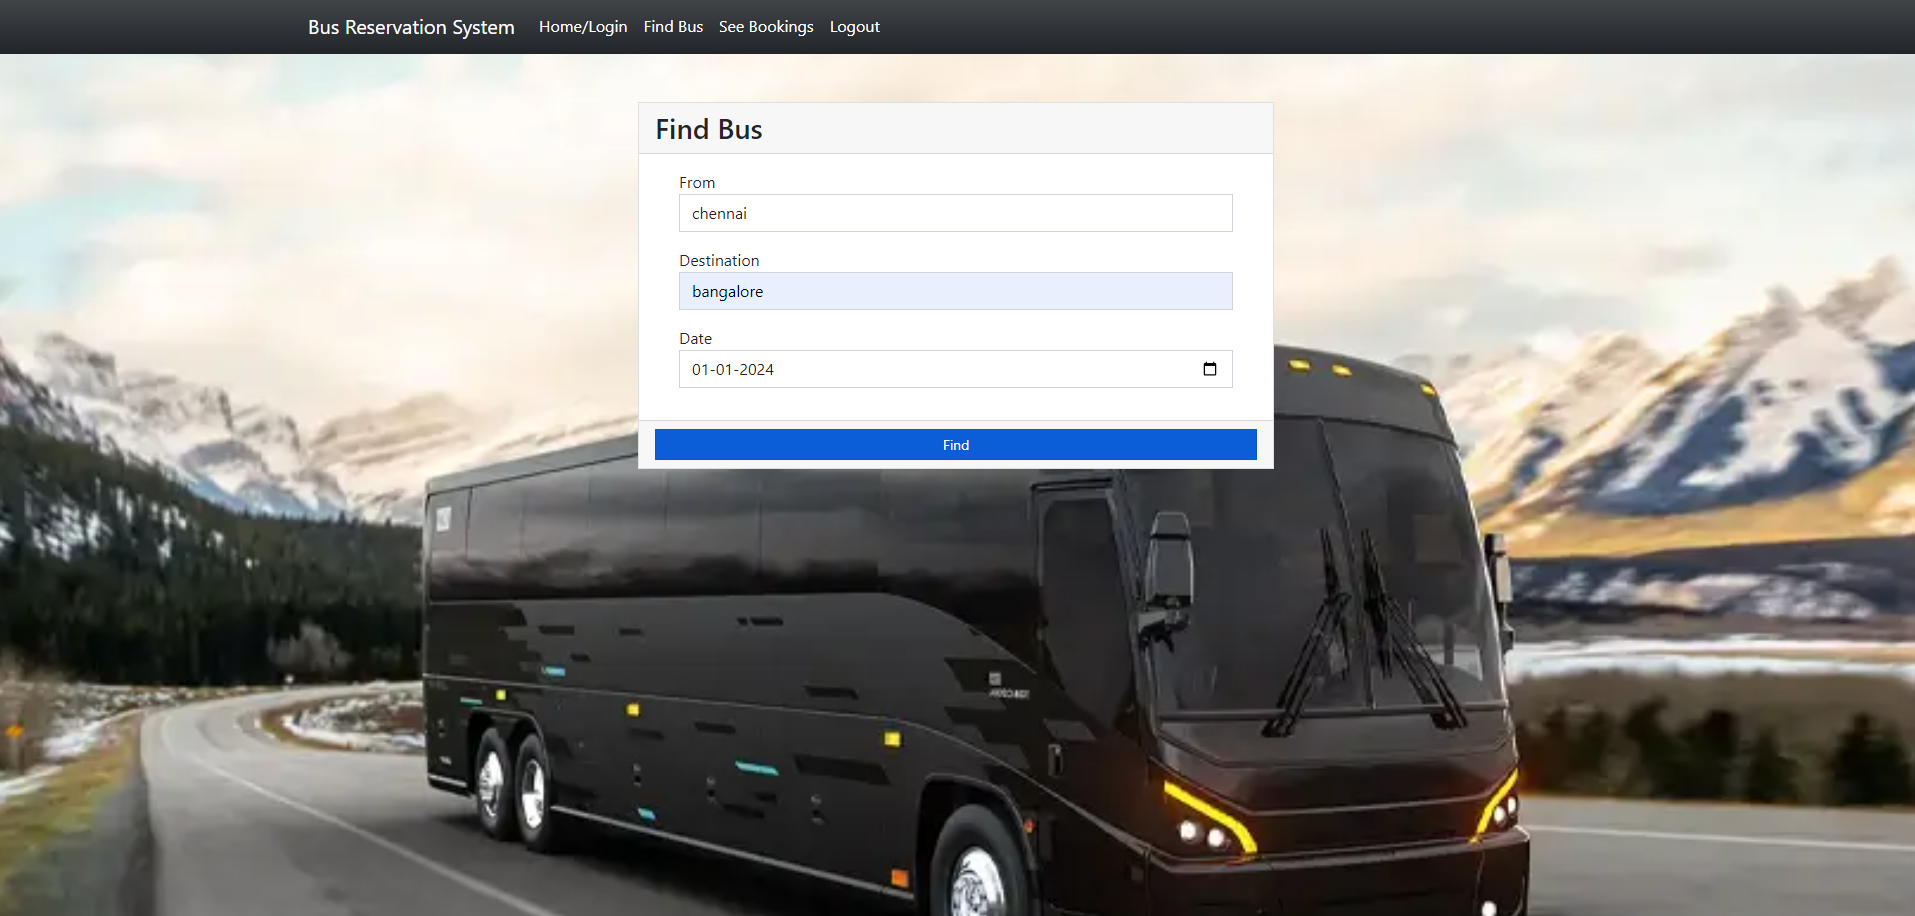 Bus Reservation System Home/Login Find Bus See Bookings Logout
Find Bus
From
chennai
Destination
bangalore
Date
01-01-2024
Find